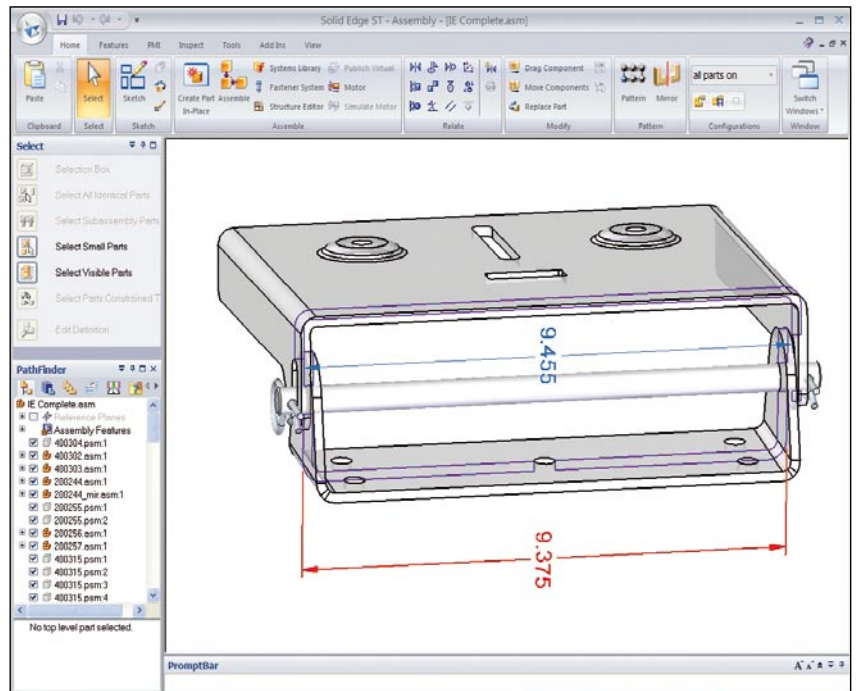 Solid Edge ST - Assembly - [IE Complete.asm]
Home Features PMI Inspect Tools Add Ins View
Paste
Select
Sketch
Create Part In-Place
Assemble
Systems Library
Fastener System
Structure Editor
Publish Virtual
Motor
Simulate Motor
Drag Component
Move Components
Replace Part
Pattern
Mirror
all parts on
Switch Windows
Clipboard Select Sketch Assemble Relate Modify Pattern Configurations Window
Select
Selection Box
Select All Identical Parts
Select Subassembly Parts
Select Small Parts
Select Visible Parts
Select Parts Constrained T
Edit Definition
PathFinder
IE Complete.asm
Reference Planes
Assembly Features
400304.psm:1
400302.asm:1
400303.asm:1
200244.asm:1
200244_mir.asm:1
200255.psm:1
200255.psm:2
200256.asm:1
200257.asm:1
400315.psm:1
400315.psm:2
400315.psm:3
400315.psm:4
No top level part selected.
9.455
9.375
PromptBar